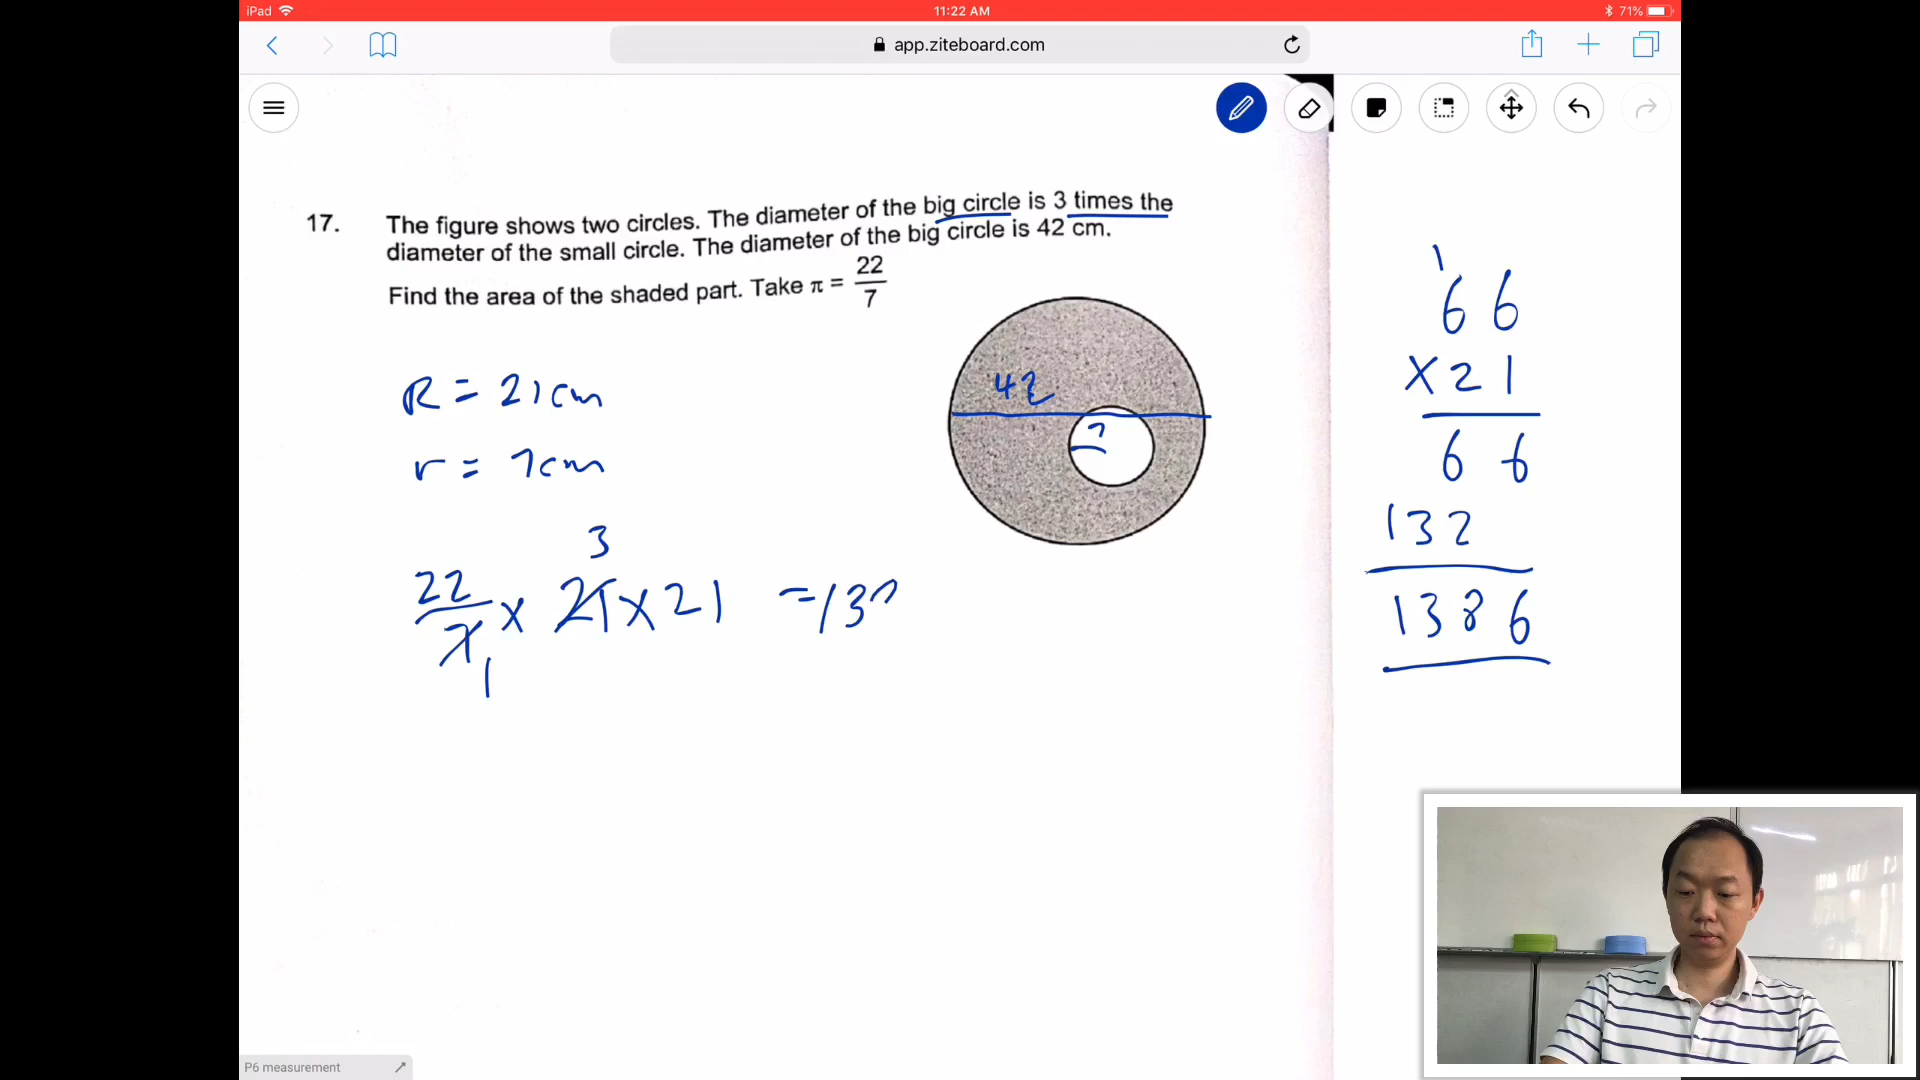 iPad
11:22 AM
71%
app.ziteboard.com
17. The figure shows two circles. The diameter of the big circle is 3 times the
diameter of the small circle. The diameter of the big circle is 42 cm.
Find the area of the shaded part. Take π = 22/7
42
7
R = 21cm
r = 7cm
3
22/7 x 21 x 21 = 13
1
1
66
x 21
66
132
1386
P6 measurement